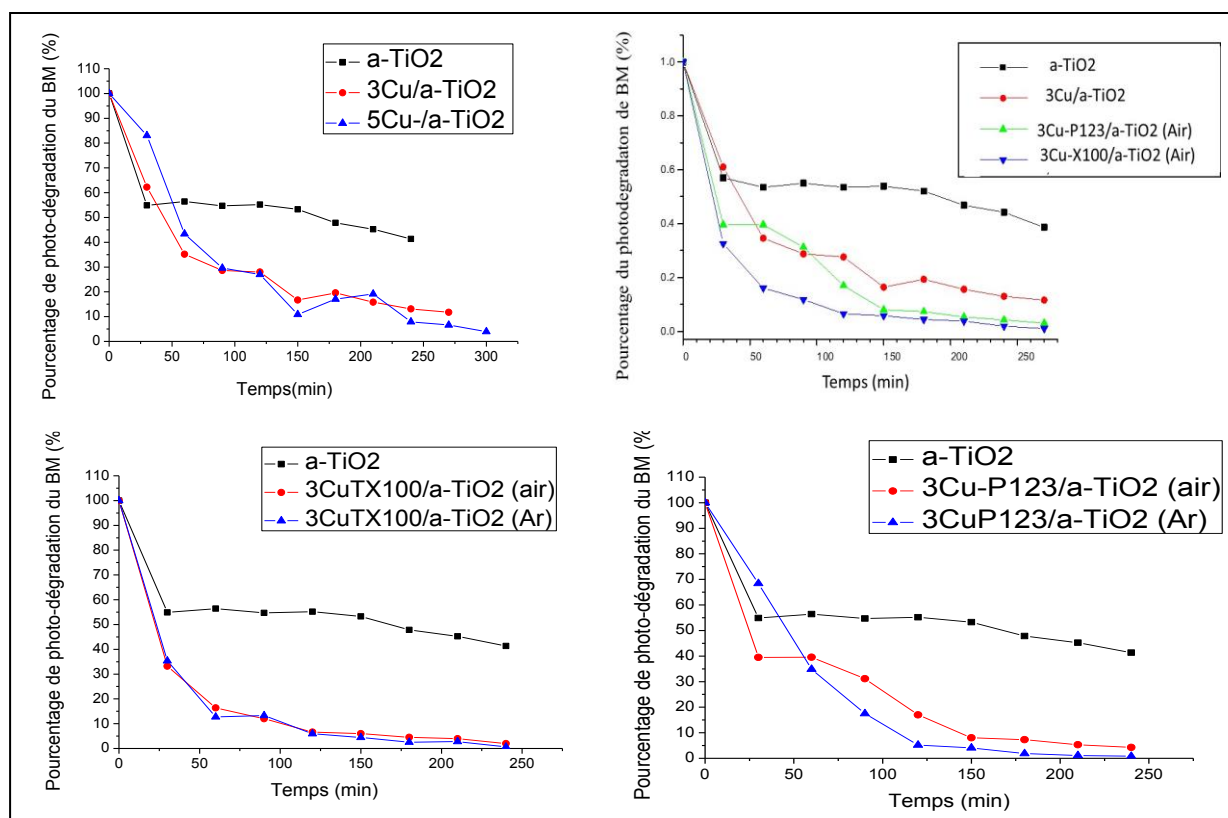 a-TiO2
3Cu/a-TiO2
5Cu-/a-TiO2
Pourcentage de photo-dégradation du BM (%)
110
100
90
80
70
60
50
40
30
20
10
0
0 50 100 150 200 250 300
Temps(min)
a-TiO2
3Cu/a-TiO2
3Cu-P123/a-TiO2 (Air)
3Cu-X100/a-TiO2 (Air)
Pourcentage du photodegradaton de BM (%)
1.0
0.8
0.6
0.4
0.2
0.0
0 50 100 150 200 250
Temps (min)
a-TiO2
3CuTX100/a-TiO2 (air)
3CuTX100/a-TiO2 (Ar)
Pourcentage de photo-dégradation du BM (%
110
100
90
80
70
60
50
40
30
20
10
0
0 50 100 150 200 250
Temps (min)
a-TiO2
3Cu-P123/a-TiO2 (air)
3CuP123/a-TiO2 (Ar)
Pourcentage de photo-dégradation du BM (%
110
100
90
80
70
60
50
40
30
20
10
0
0 50 100 150 200 250
Temps (min)